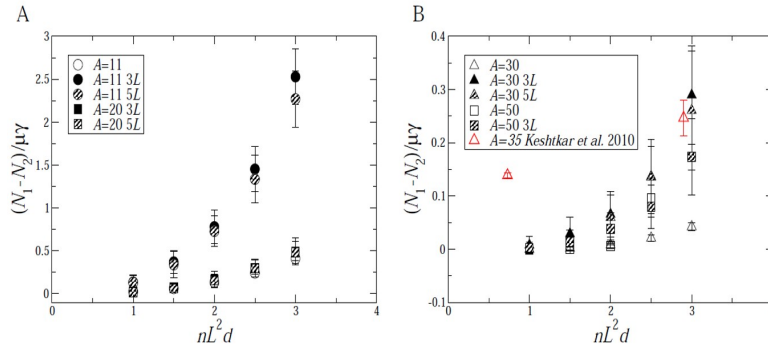 A
(N₁-N₂)/μγ
3
2.5
2
1.5
1
0.5
0
A=11
A=11 3L
A=11 5L
A=20 3L
A=20 5L
0 1 2 3 4
nL²d
B
(N₁-N₂)/μγ
0.4
0.3
0.2
0.1
0
-0.1
A=30
A=30 3L
A=30 5L
A=50
A=50 3L
A=35 Keshtkar et al. 2010
0 1 2 3
nL²d